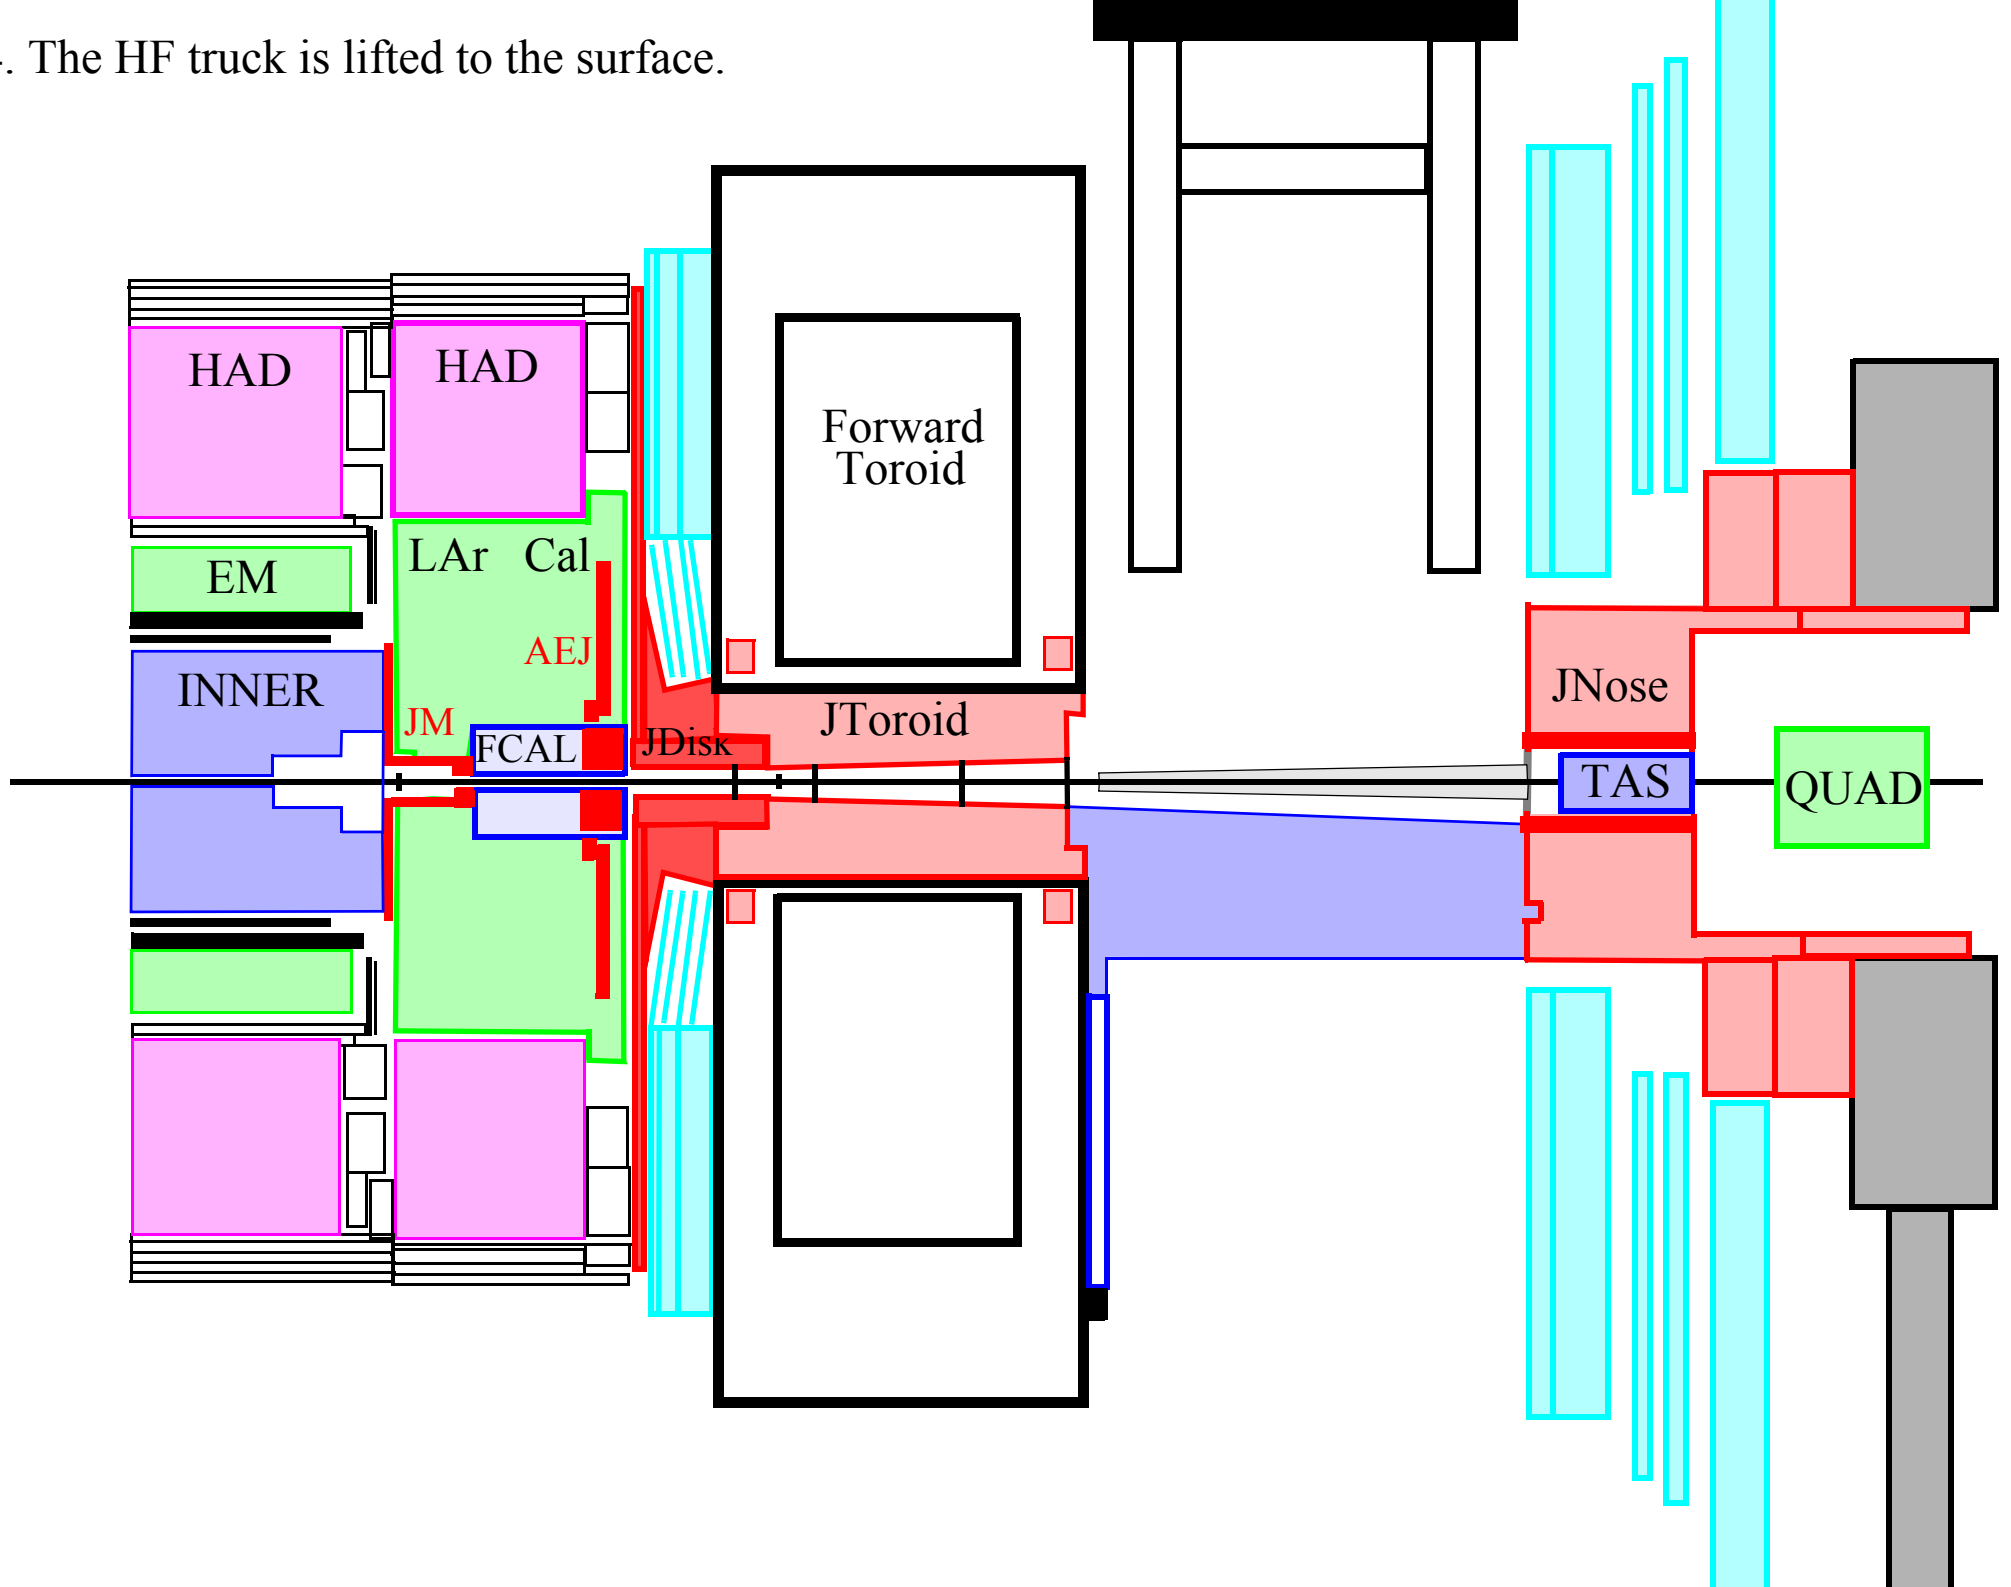 . The HF truck is lifted to the surface.
HAD
HAD
Forward
Toroid
LAr Cal
EM
AEJ
INNER
JNose
JM
JToroid
FCAL
JDisk
TAS
QUAD